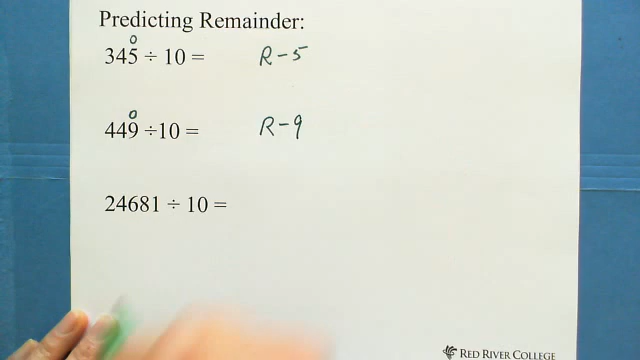 Predicting Remainder:
0
345 ÷ 10 = R-5
0
449 ÷10 = R-9
24681 ÷ 10 =
RED RIVER COLLEGE